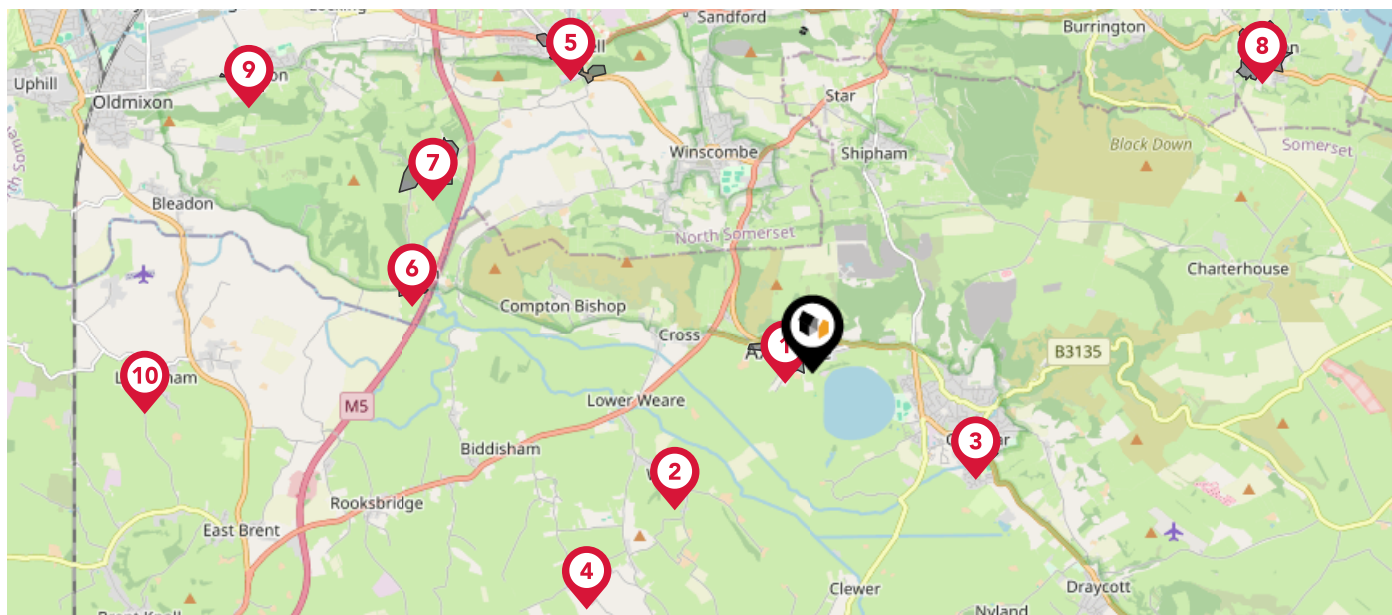 Sandford
Burrington
5
8
9
Uphill
Oldmixon
Star
Winscombe
Shipham
Black Down
Somerset
7
Bleadon
North Somerset
6
Charterhouse
Compton Bishop
Cross
1
B3135
10
M5
Lower Weare
Biddisham
3
2
Rooksbridge
East Brent
4
Clewer
Draycott
Nyland